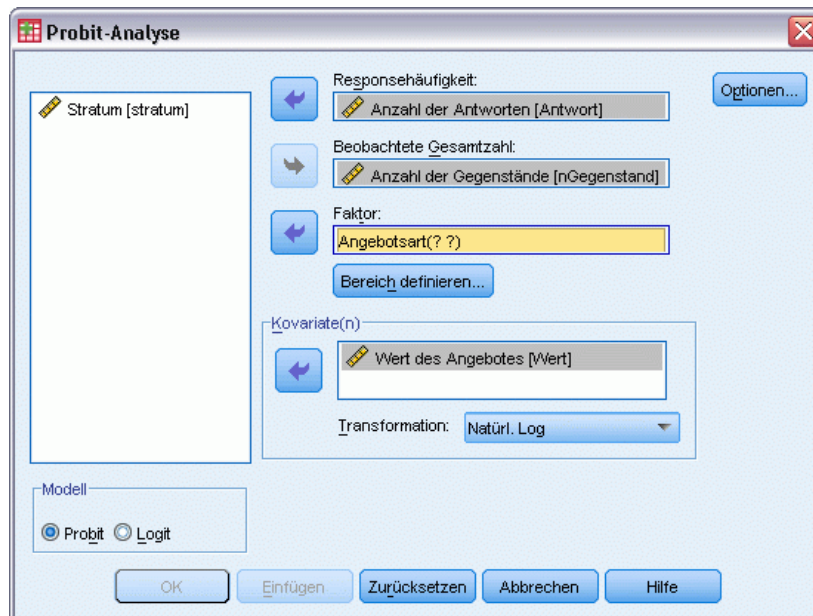 Probit-Analyse
Stratum [stratum]
Responsehäufigkeit:
Anzahl der Antworten [Antwort]
Optionen...
Beobachtete Gesamtzahl:
Anzahl der Gegenstände [nGegenstand]
Faktor:
Angebotsart(? ?)
Bereich definieren...
Kovariate(n)
Wert des Angebotes [Wert]
Transformation:
Natürl. Log
Modell
Probit
Logit
OK
Einfügen
Zurücksetzen
Abbrechen
Hilfe